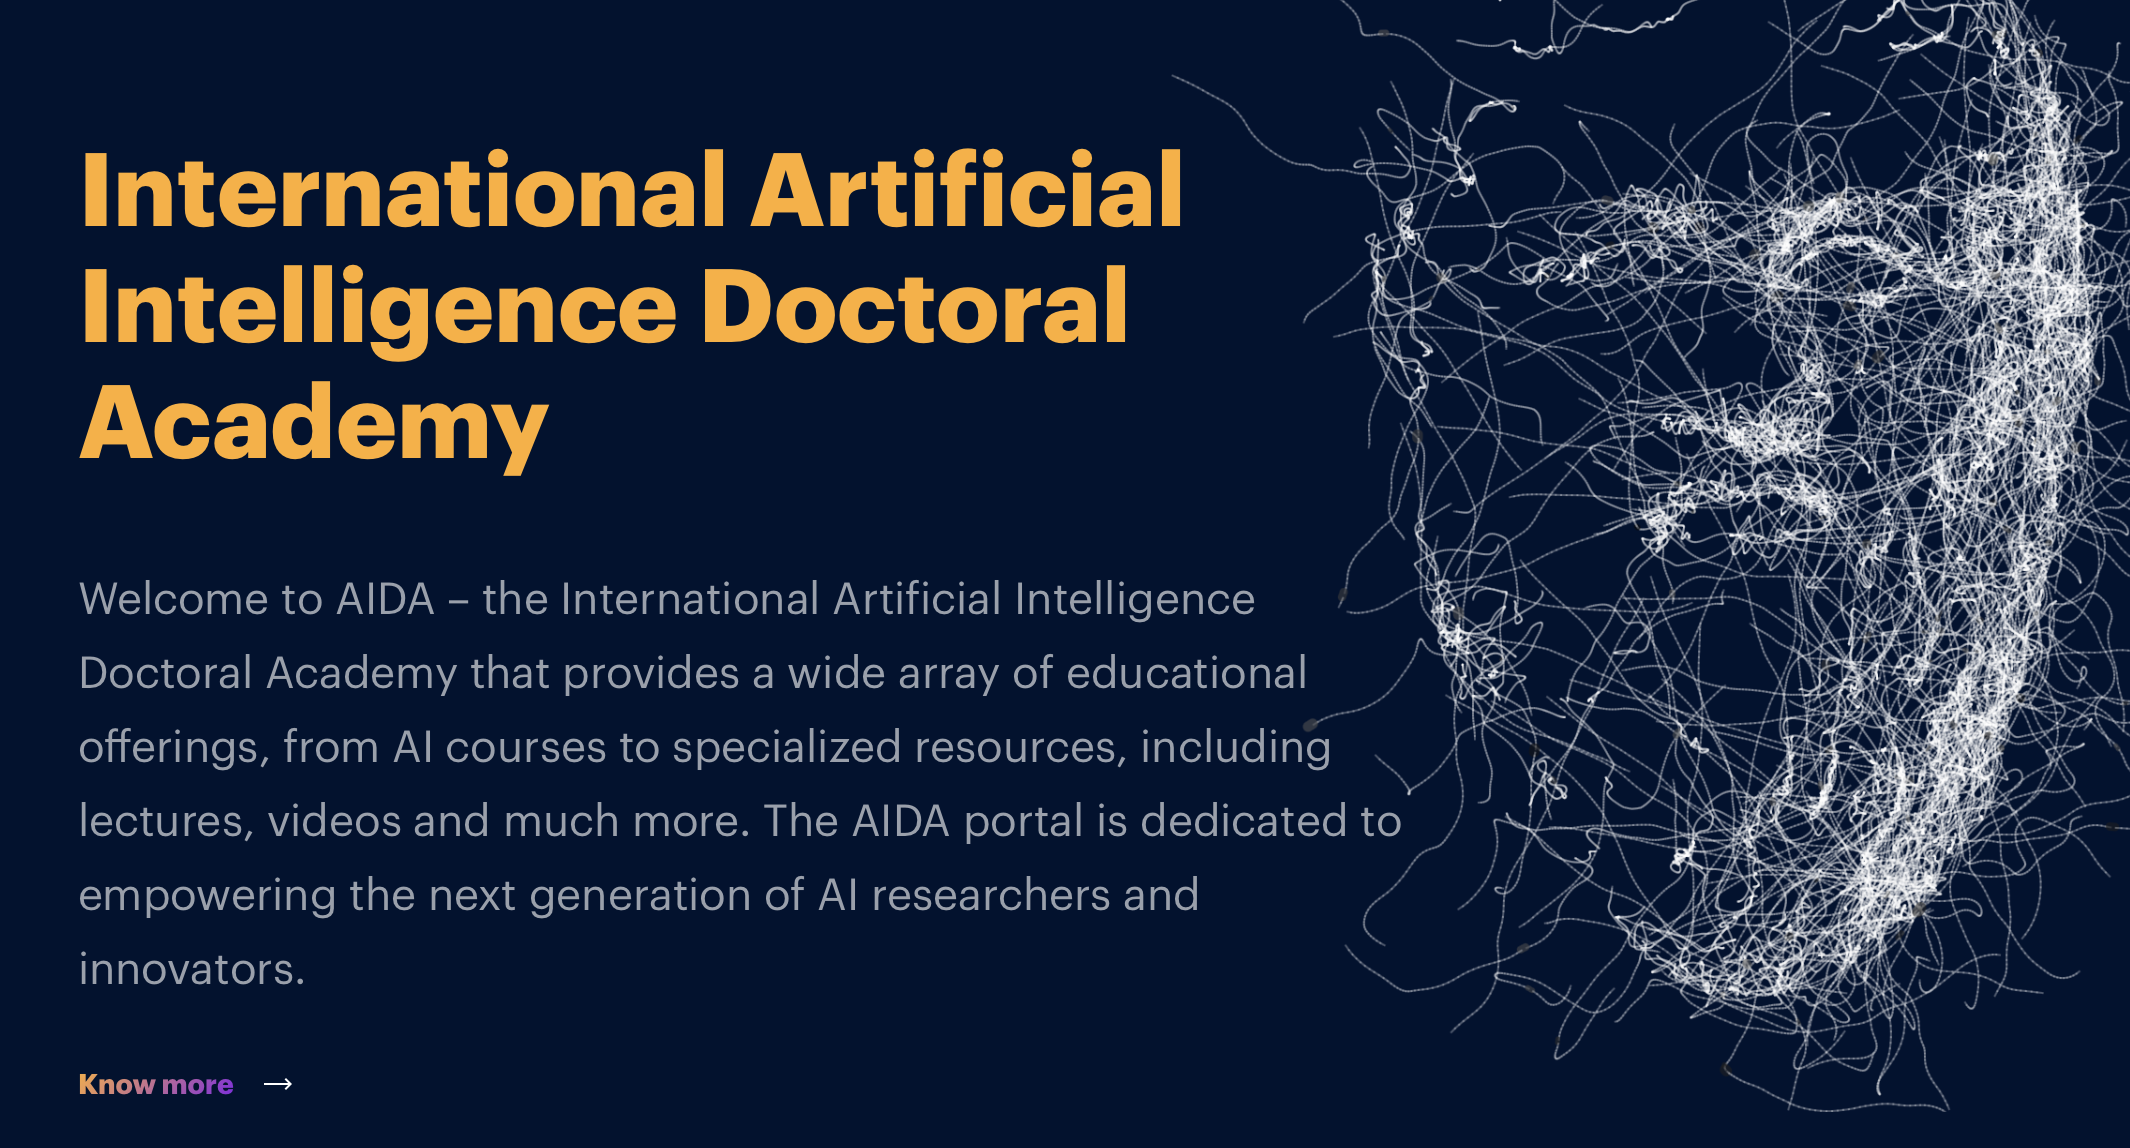 International Artificial
Intelligence Doctoral
Academy
Welcome to AIDA – the International Artificial Intelligence
Doctoral Academy that provides a wide array of educational
offerings, from AI courses to specialized resources, including
lectures, videos and much more. The AIDA portal is dedicated to
empowering the next generation of AI researchers and
innovators.
Know more →